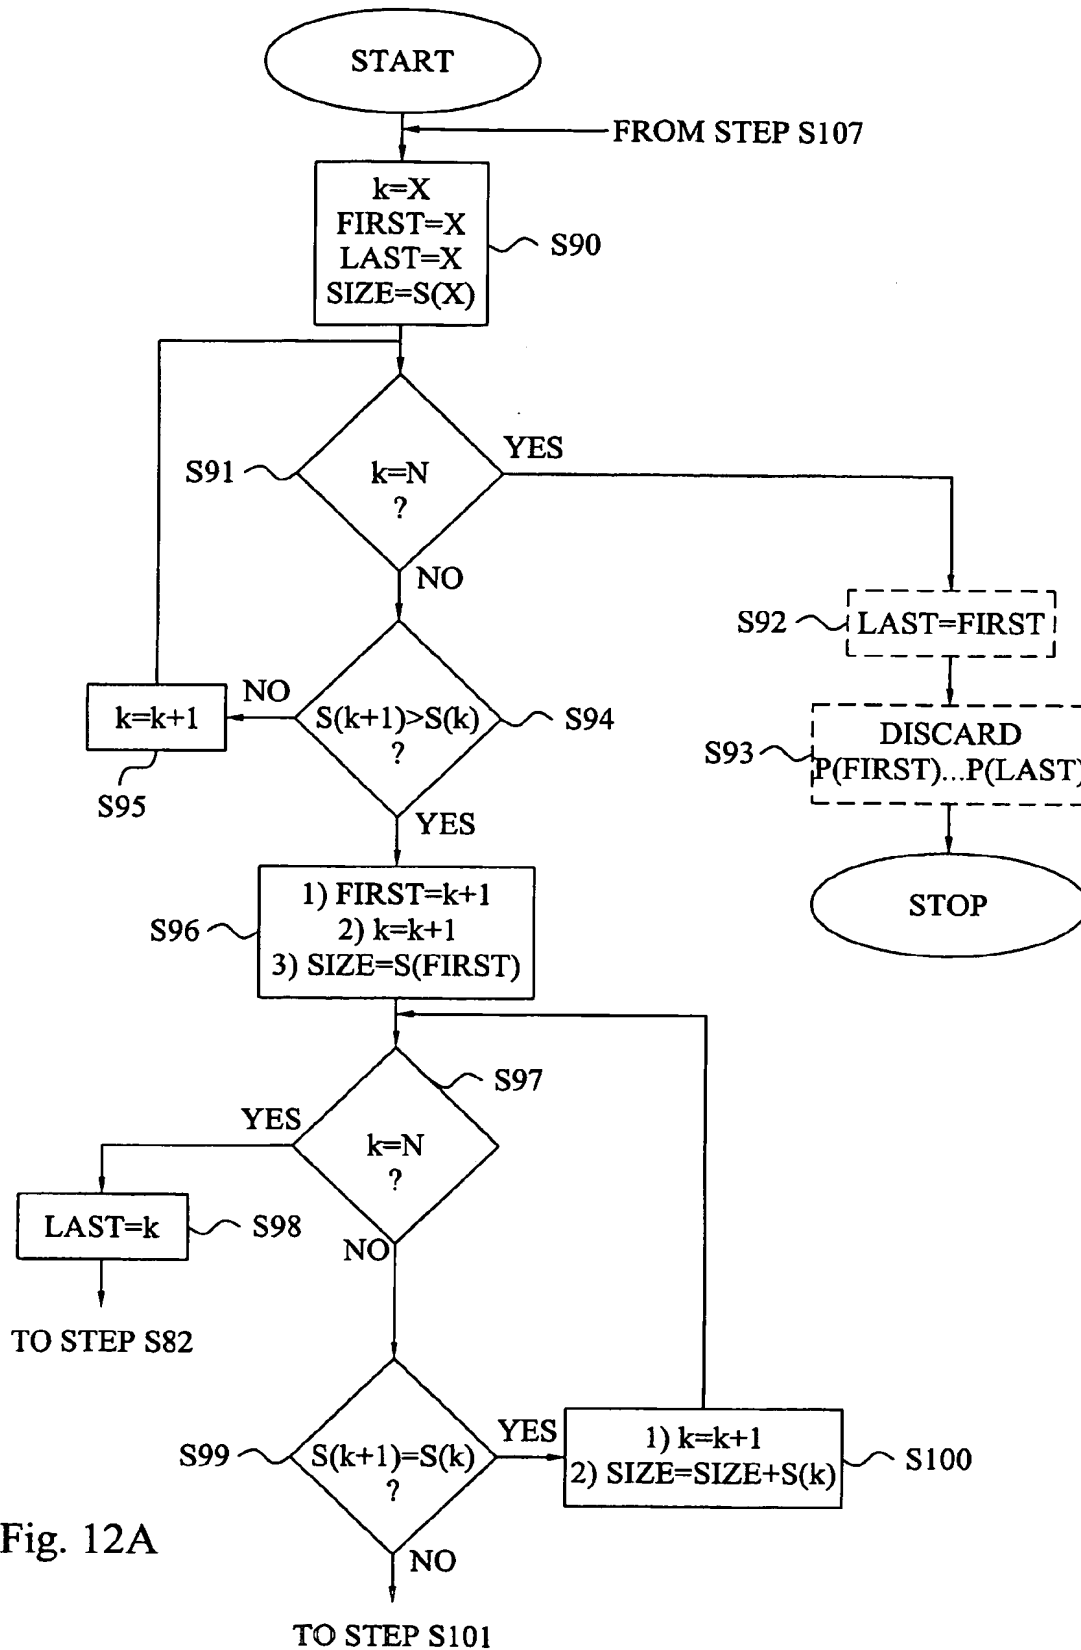 START
FROM STEP S107
k=X
FIRST=X
LAST=X
SIZE=S(X)
S90
S91
k=N
?
YES
NO
S92
LAST=FIRST
S93
DISCARD
P(FIRST)...P(LAST)
STOP
S(k+1)>S(k)
?
S94
NO
k=k+1
S95
YES
1) FIRST=k+1
2) k=k+1
3) SIZE=S(FIRST)
S96
S97
YES
k=N
?
LAST=k
S98
NO
TO STEP S82
S99
S(k+1)=S(k)
?
YES
1) k=k+1
2) SIZE=SIZE+S(k)
S100
Fig. 12A
NO
TO STEP S101